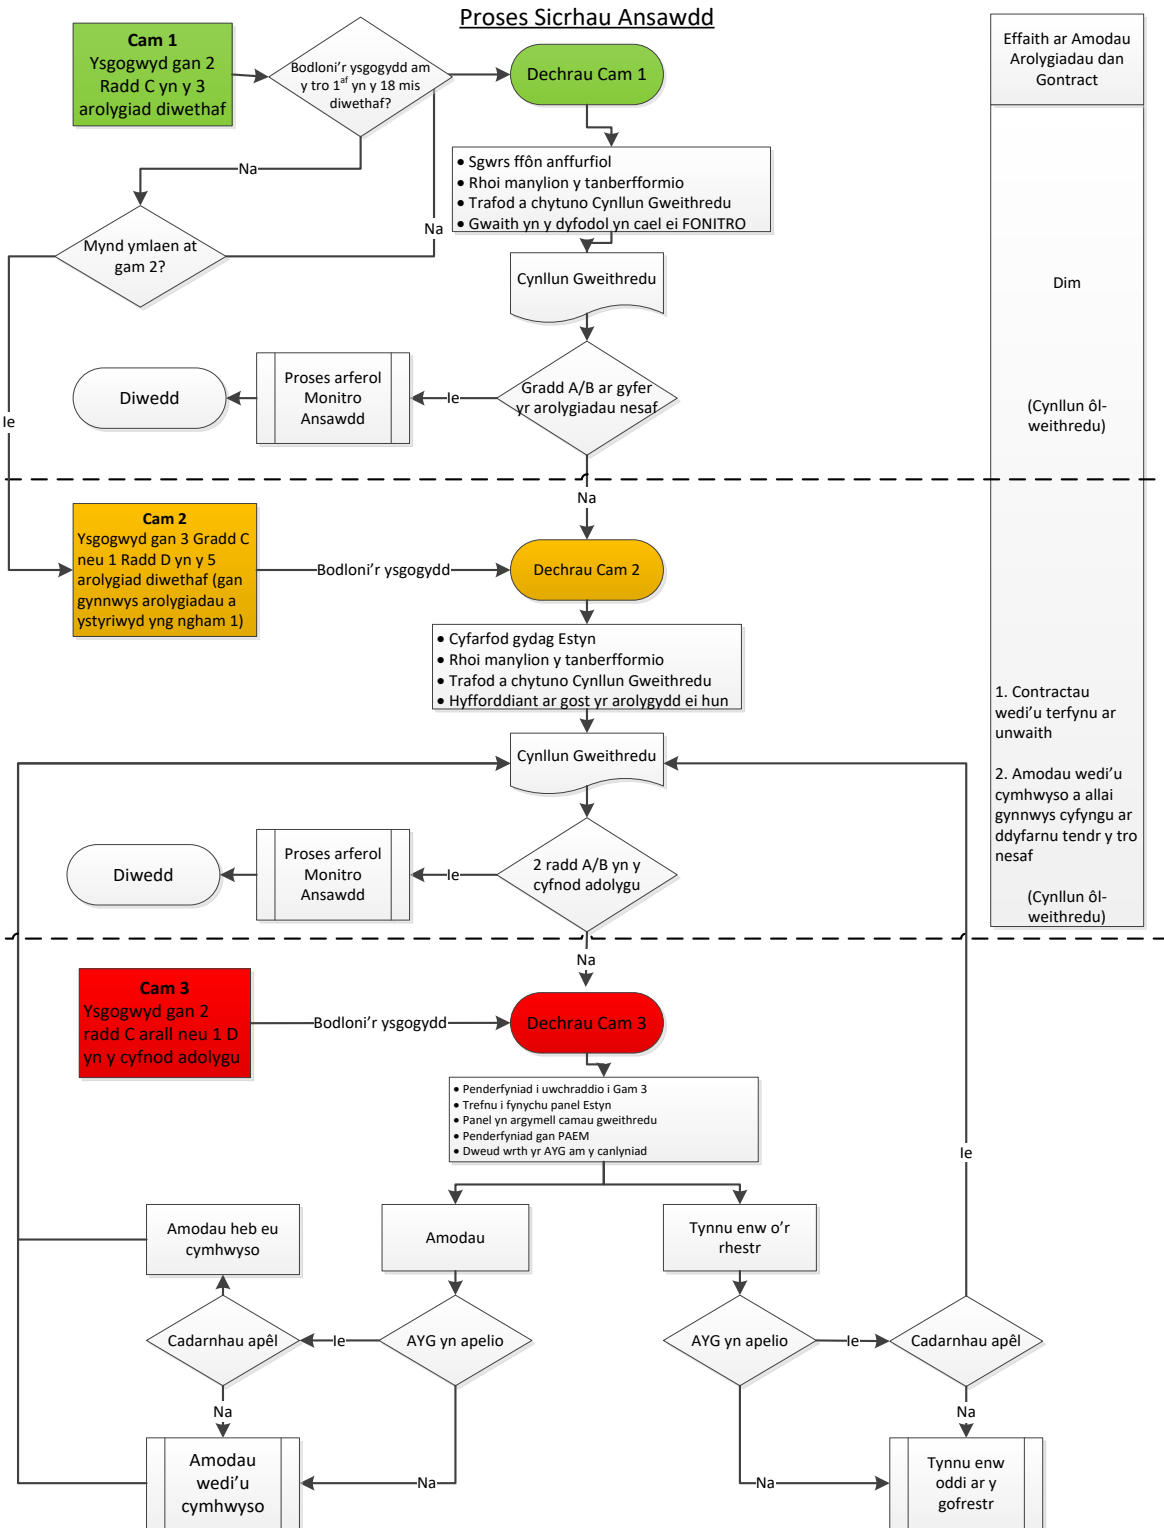 Proses Sicrhau Ansawdd
Cam 1
Ysgogwyd gan 2
Radd C yn y 3
arolygiad diwethaf
Bodloni’r ysgogydd am
y tro 1af yn y 18 mis
diwethaf?
Dechrau Cam 1
Effaith ar Amodau
Arolygiadau dan
Gontract
Na
• Sgwrs ffôn anffurfiol
• Rhoi manylion y tanberfformio
• Trafod a chytuno Cynllun Gweithredu
• Gwaith yn y dyfodol yn cael ei FONITRO
Na
Mynd ymlaen at
gam 2?
Cynllun Gweithredu
Dim
Diwedd
Proses arferol
Monitro
Ansawdd
Ie
Gradd A/B ar gyfer
yr arolygiadau nesaf
(Cynllun ôl-
weithredu)
Ie
Na
Cam 2
Ysgogwyd gan 3 Gradd C
neu 1 Radd D yn y 5
arolygiad diwethaf (gan
gynnwys arolygiadau a
ystyriwyd yng ngham 1)
Bodloni’r ysgogydd
Dechrau Cam 2
• Cyfarfod gydag Estyn
• Rhoi manylion y tanberfformio
• Trafod a chytuno Cynllun Gweithredu
• Hyfforddiant ar gost yr arolygydd ei hun
1. Contractau
wedi’u terfynu ar
unwaith
2. Amodau wedi’u
cymhwyso a allai
gynnwys cyfyngu ar
ddyfarnu tendr y tro
nesaf
(Cynllun ôl-
weithredu)
Cynllun Gweithredu
Diwedd
Proses arferol
Monitro
Ansawdd
Ie
2 radd A/B yn y
cyfnod adolygu
Na
Cam 3
Ysgogwyd gan 2
radd C arall neu 1 D
yn y cyfnod adolygu
Bodloni’r ysgogydd
Dechrau Cam 3
• Penderfyniad i uwchraddio i Gam 3
• Trefnu i fynychu panel Estyn
• Panel yn argymell camau gweithredu
• Penderfyniad gan PAEM
• Dweud wrth yr AYG am y canlyniad
Ie
Amodau heb eu
cymhwyso
Amodau
Tynnu enw o’r
rhestr
Cadarnhau apêl
Ie
AYG yn apelio
AYG yn apelio
Ie
Cadarnhau apêl
Na
Na
Amodau
wedi’u
cymhwyso
Na
Na
Tynnu enw
oddi ar y
gofrestr